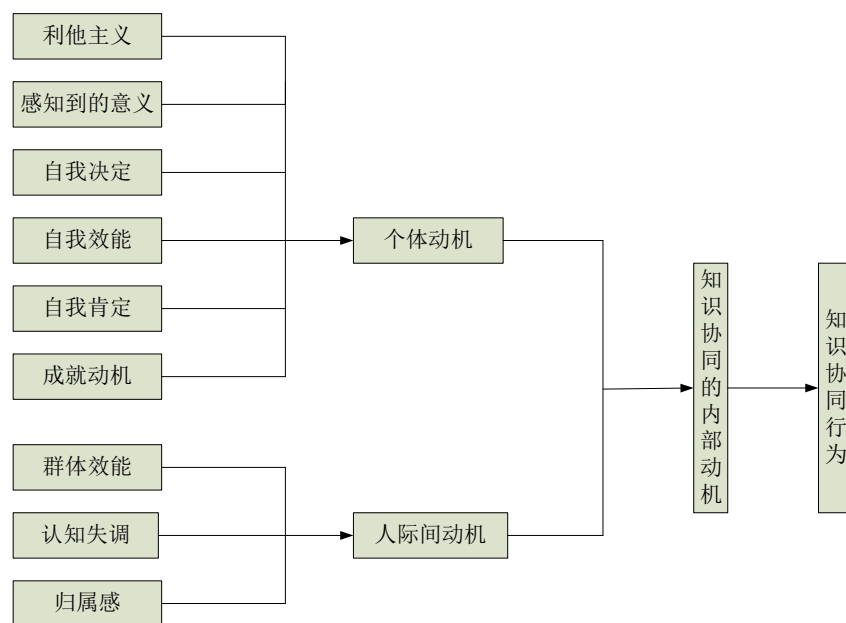 利他主义
感知到的意义
自我决定
自我效能
自我肯定
成就动机
群体效能
认知失调
归属感
个体动机
人际间动机
知识协同的内部动机
知识协同行为